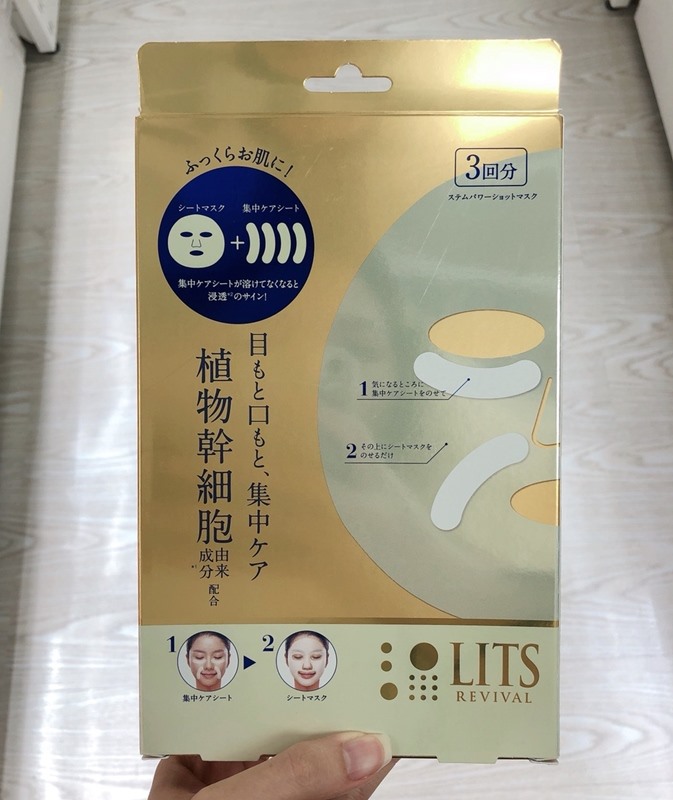 ふっくらお肌に!
シートマスク 集中ケアシート
+
集中ケアシートが溶けてなくなると
浸透*²のサイン!
3回分
ステムパワーショットマスク
目もと口もと、集中ケア
植物幹細胞
由来
成分*¹
配合
1 気になるところに
集中ケアシートをのせて
2 その上にシートマスクを
のせるだけ
1
集中ケアシート
2
シートマスク
LITS
REVIVAL